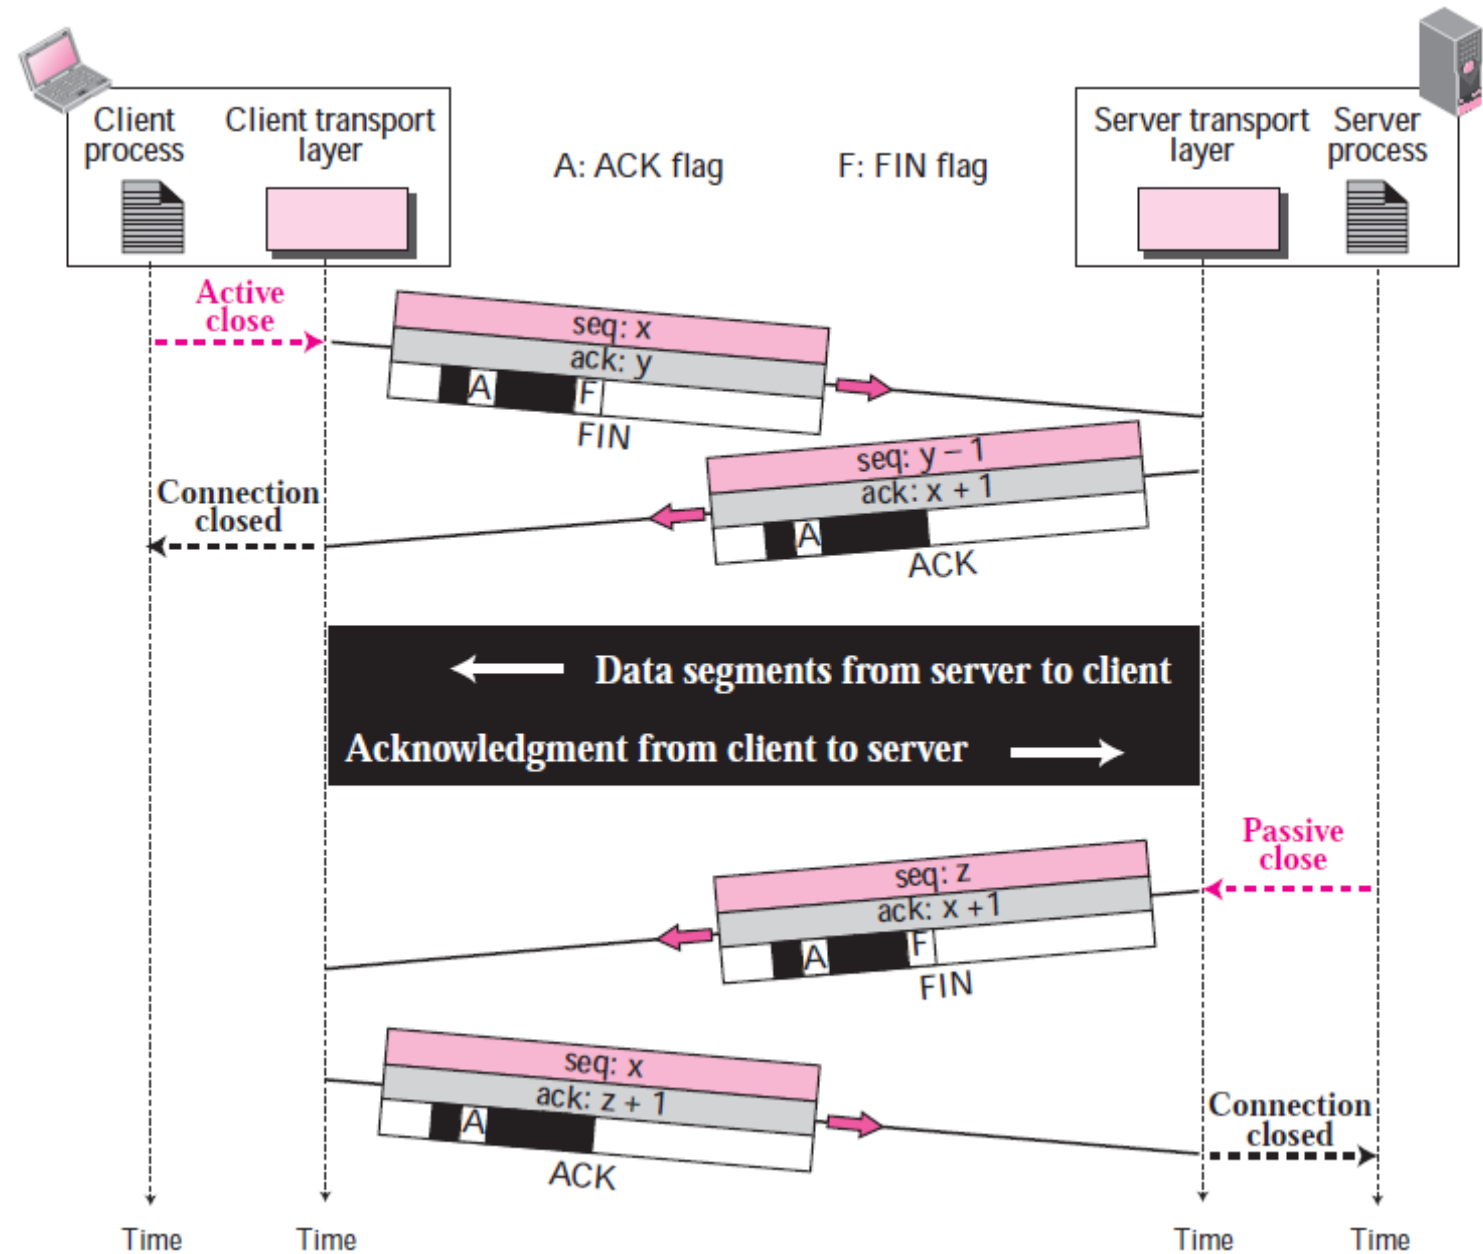 Client
process
Client transport
layer
A: ACK flag
F: FIN flag
Server transport
layer
Server
process
Active
close
seq: x
ack: y
A
F
FIN
seq: y – 1
ack: x + 1
A
ACK
Connection
closed
Data segments from server to client
Acknowledgment from client to server
Passive
close
seq: z
ack: x +1
A
F
FIN
seq: x
ack: z + 1
A
ACK
Connection
closed
Time
Time
Time
Time